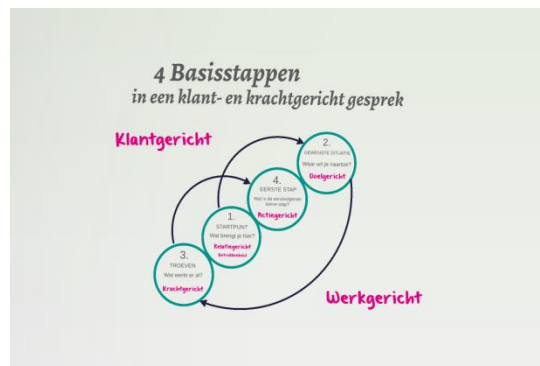 4 Basisstappen
in een klant- en krachtgericht gesprek
Klantgericht
2.
GEWENSTE SITUATIE
Waar wil je naartoe?
Doelgericht
4.
EERSTE STAP
Wat is de eerstvolgende
kleine stap?
Actiegericht
1.
STARTPUNT
Wat brengt je hier?
Relatiegericht
Betrokkenheid
3.
TROEVEN
Wat werkt er al?
Krachtgericht
Werkgericht